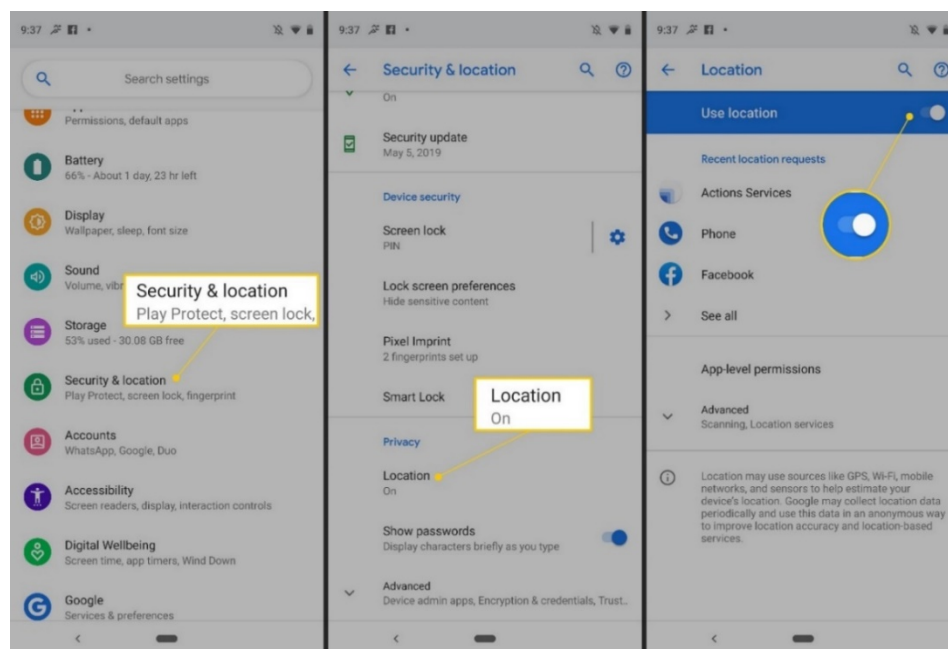 9:37
Search settings
Permissions, default apps
Battery
66% - About 1 day, 23 hr left
Display
Wallpaper, sleep, font size
Sound
Volume, vibr
Security & location
Play Protect, screen lock,
Storage
53% used - 30.08 GB free
Security & location
Play Protect, screen lock, fingerprint
Accounts
WhatsApp, Google, Duo
Accessibility
Screen readers, display, interaction controls
Digital Wellbeing
Screen time, app timers, Wind Down
Google
Services & preferences
9:37
Security & location
On
Security update
May 5, 2019
Device security
Screen lock
PIN
Lock screen preferences
Hide sensitive content
Pixel Imprint
2 fingerprints set up
Smart Lock
Location
On
Privacy
Location
On
Show passwords
Display characters briefly as you type
Advanced
Device admin apps, Encryption & credentials, Trust..
9:37
Location
Use location
Recent location requests
Actions Services
Phone
Facebook
See all
App-level permissions
Advanced
Scanning, Location services
Location may use sources like GPS, Wi-Fi, mobile
networks, and sensors to help estimate your
device's location. Google may collect location data
periodically and use this data in an anonymous way
to improve location accuracy and location-based
services.